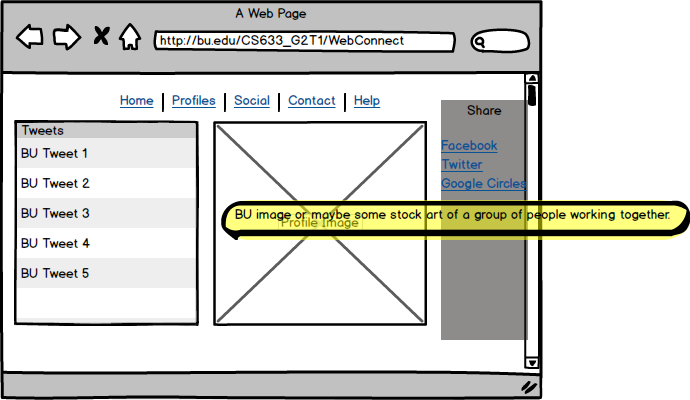 A Web Page
http://bu.edu/CS633_G2T1/WebConnect
Home Profiles Social Contact Help
Share
Tweets
BU Tweet 1
BU Tweet 2
BU Tweet 3
BU Tweet 4
BU Tweet 5
Facebook
Twitter
Google Circles
BU image or maybe some stock art of a group of people working together.
Profile Image